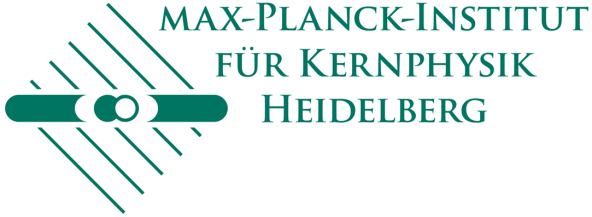 MAX-PLANCK-INSTITUT
FÜR KERNPHYSIK
HEIDELBERG